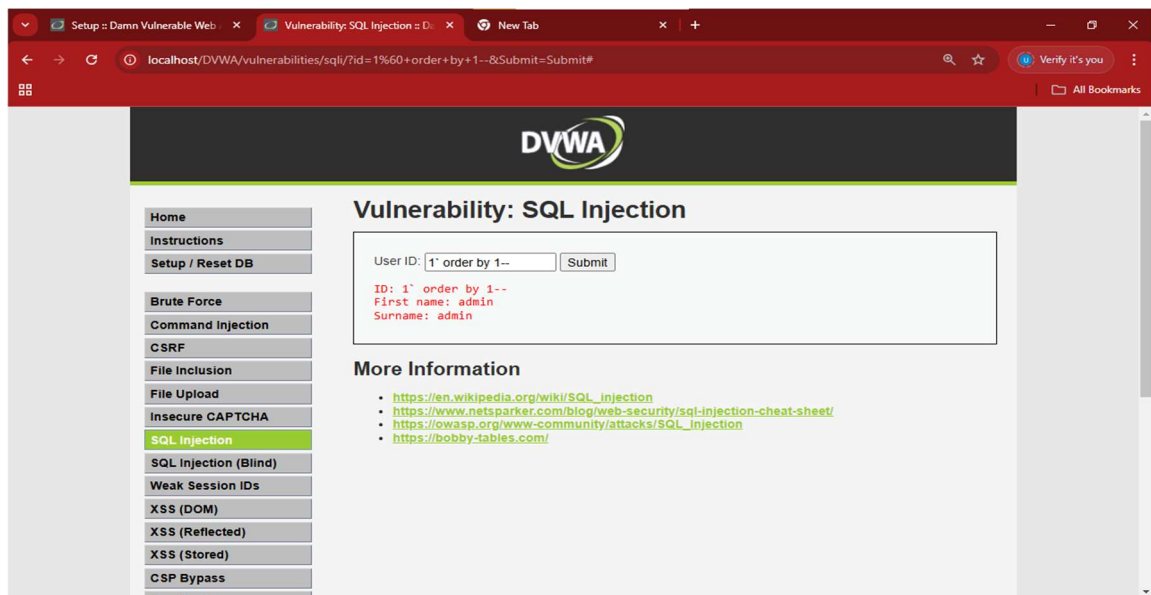 Setup :: Damn Vulnerable Web A
Vulnerability: SQL Injection :: Da
New Tab
localhost/DVWA/vulnerabilities/sqli/?id=1%60+order+by+1--&Submit=Submit#
Verify it's you
All Bookmarks
DVWA
Home
Instructions
Setup / Reset DB
Brute Force
Command Injection
CSRF
File Inclusion
File Upload
Insecure CAPTCHA
SQL Injection
SQL Injection (Blind)
Weak Session IDs
XSS (DOM)
XSS (Reflected)
XSS (Stored)
CSP Bypass
Vulnerability: SQL Injection
User ID: 1` order by 1-- Submit
ID: 1` order by 1--
First name: admin
Surname: admin
More Information
https://en.wikipedia.org/wiki/SQL_injection
https://www.netsparker.com/blog/web-security/sql-injection-cheat-sheet/
https://owasp.org/www-community/attacks/SQL_Injection
https://bobby-tables.com/